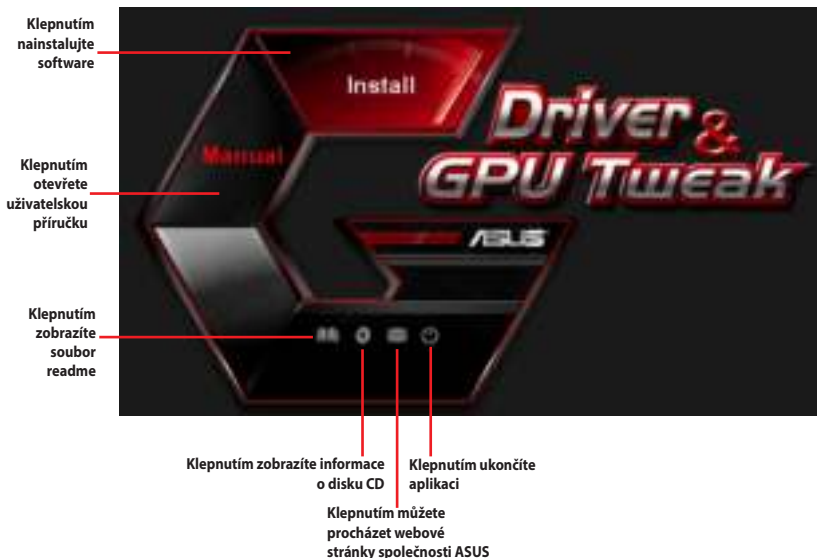 Klepnutím
nainstalujte
software
Install
Driver &
GPU Tweak
Manual
Klepnutím
otevřete
uživatelskou
příručku
ASUS
Klepnutím
zobrazíte
soubor
readme
Klepnutím zobrazíte informace
o disku CD
Klepnutím ukončíte
aplikaci
Klepnutím můžete
procházet webové
stránky společnosti ASUS